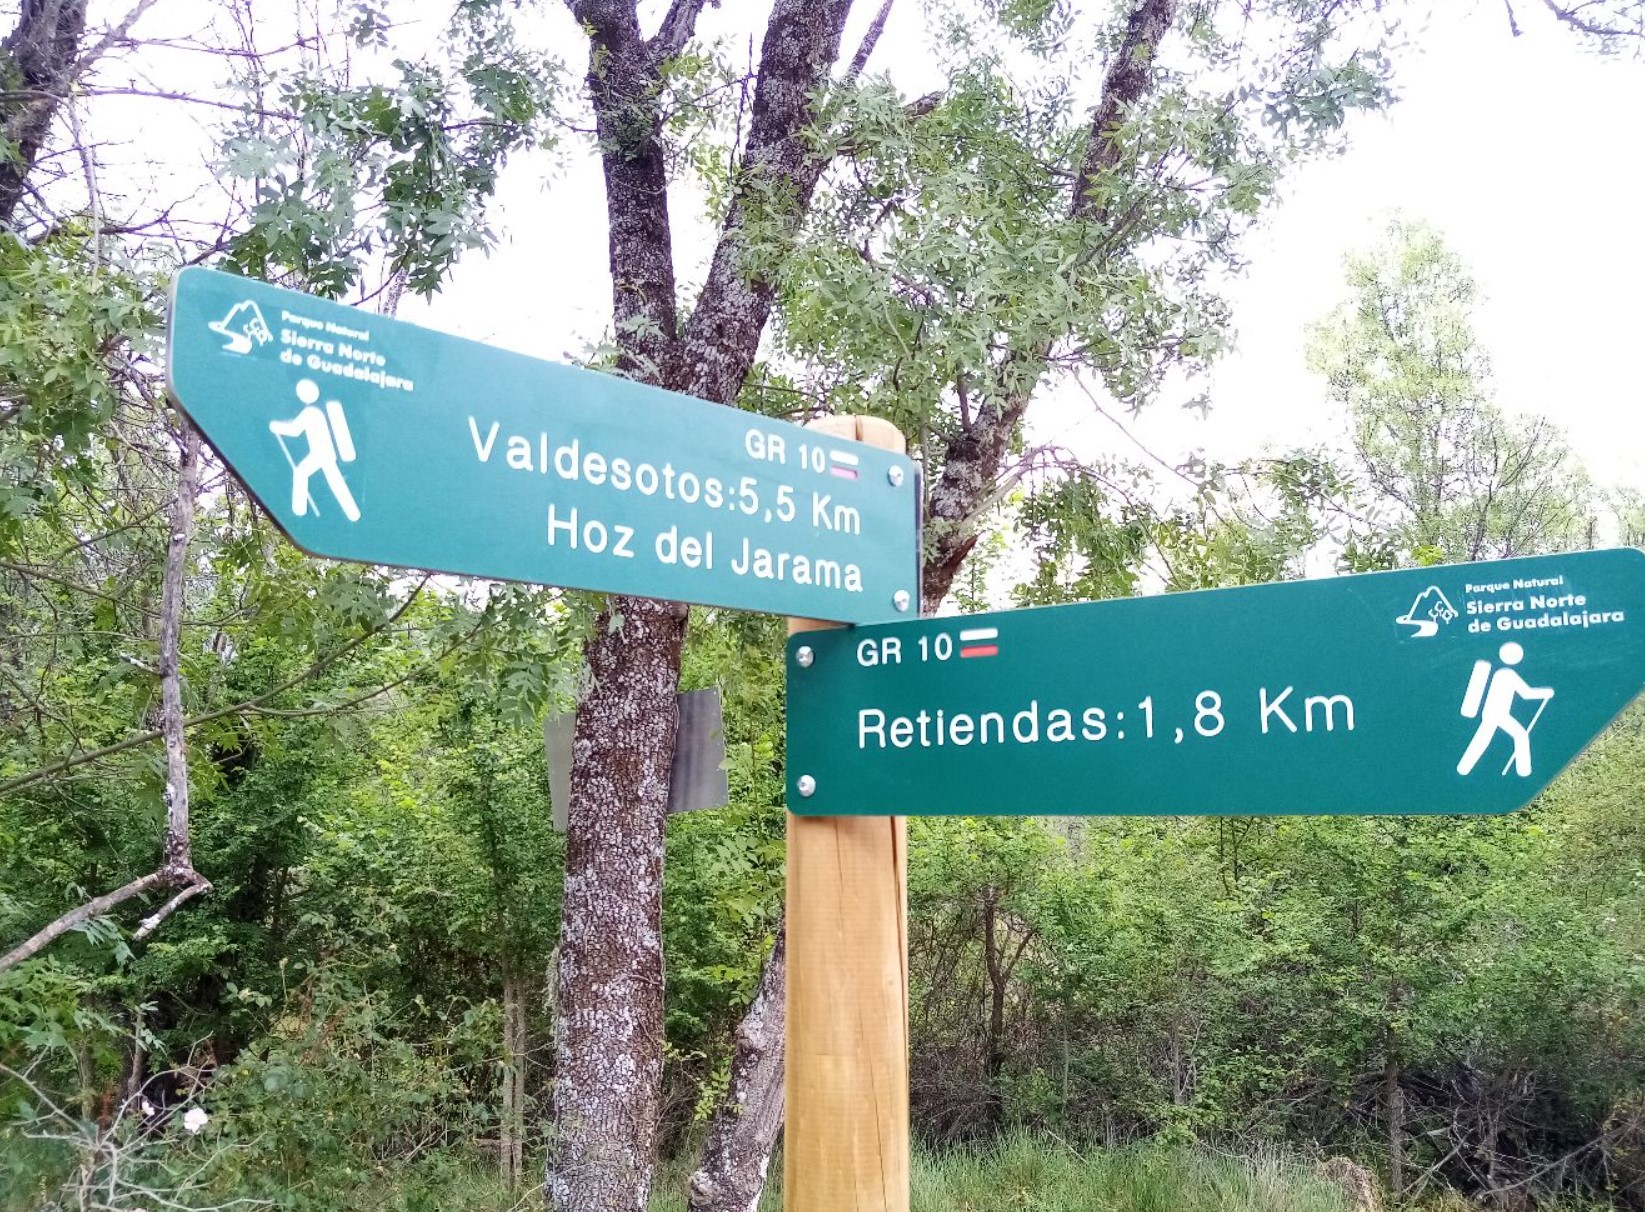 Parque Natural
Sierra Norte
de Guadalajara
GR 10
Valdesotos:5,5 Km
Hoz del Jarama
GR 10
Parque Natural
Sierra Norte
de Guadalajara
Retiendas:1,8 Km